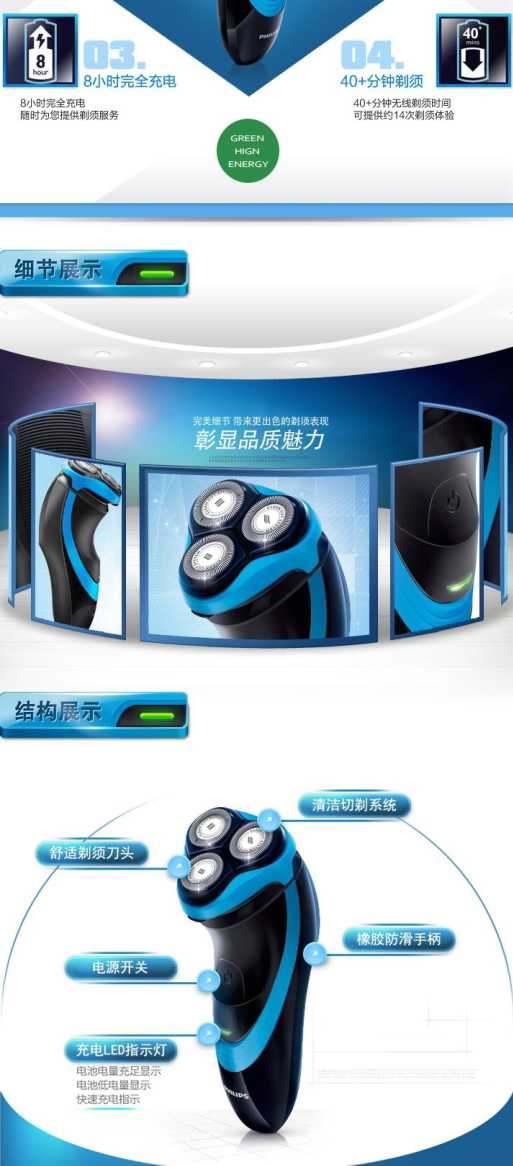 8
hour
03.
8小时完全充电
8小时完全充电
随时为您提供剃须服务
PHILIPS
04.
40+分钟剃须
40+
mins
40+分钟无线剃须时间
可提供约14次剃须体验
GREEN
HIGN
ENERGY
细节展示
完美细节 带来更出色的剃须表现
彰显品质魅力
结构展示
清洁切剃系统
舒适剃须刀头
橡胶防滑手柄
电源开关
充电LED指示灯
电池电量充足显示
电池低电量显示
快速充电指示
PHILIPS